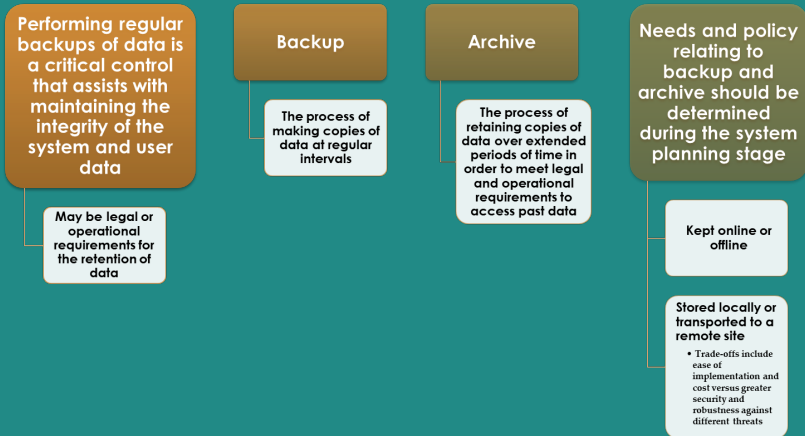 Performing regular
backups of data is
a critical control
that assists with
maintaining the
integrity of the
system and user
data
May be legal or
operational
requirements for
the retention of
data
Backup
The process of
making copies of
data at regular
intervals
Archive
The process of
retaining copies of
data over extended
periods of time in
order to meet legal
and operational
requirements to
access past data
Needs and policy
relating to
backup and
archive should be
determined
during the system
planning stage
Kept online or
offline
Stored locally or
transported to a
remote site
• Trade-offs include
ease of
implementation and
cost versus greater
security and
robustness against
different threats